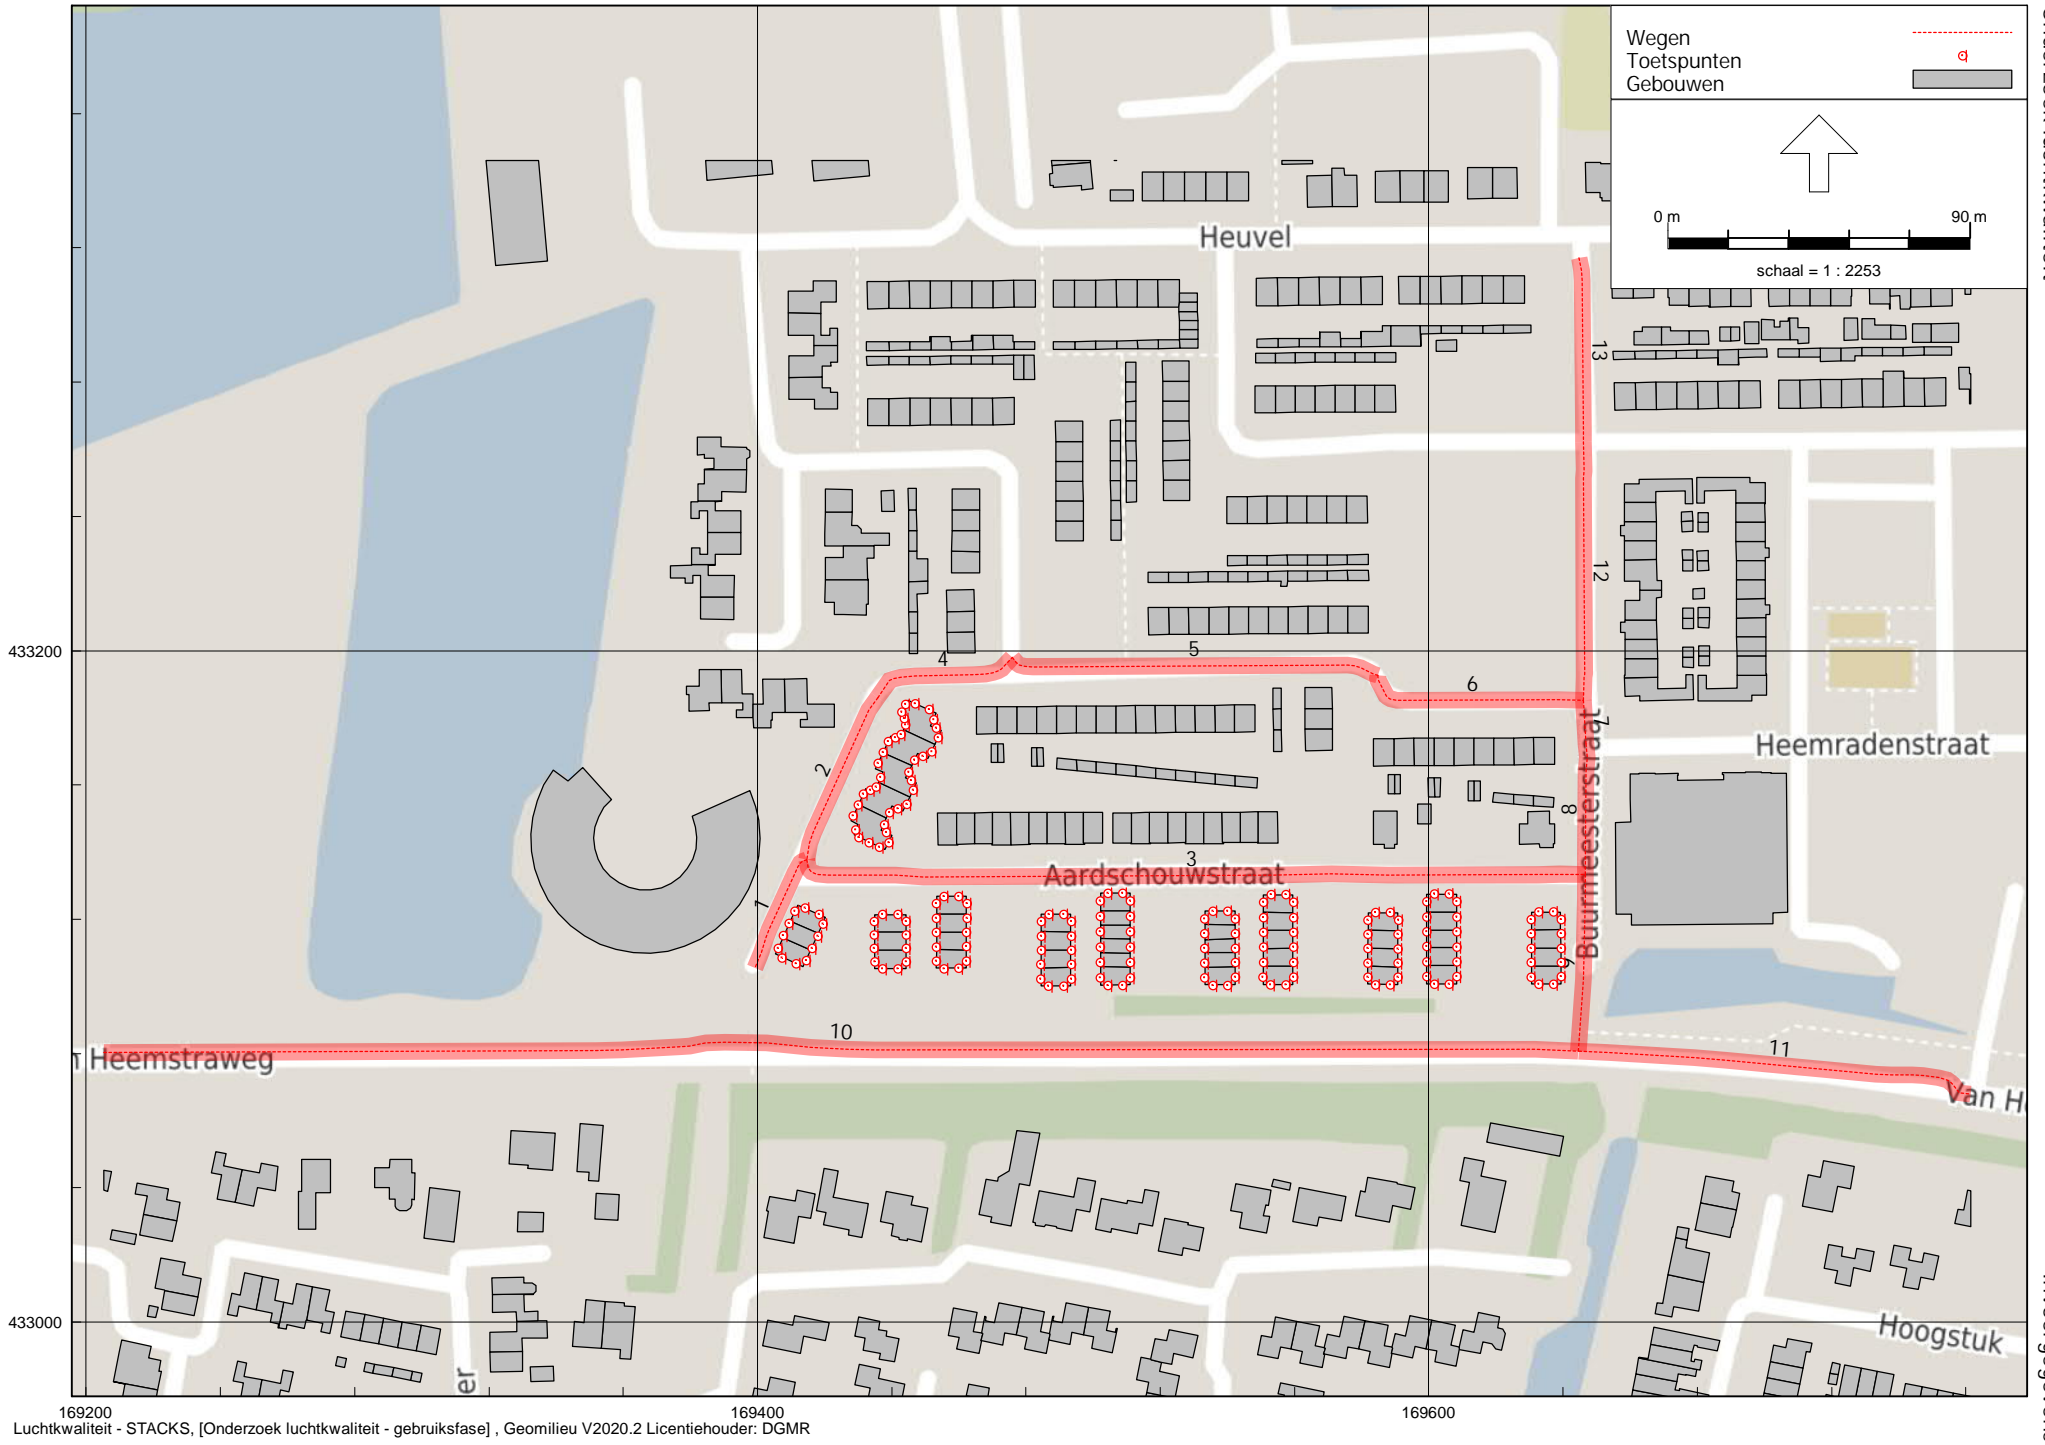 Wegen
Toetspunten
Gebouwen
0 m 90 m
schaal = 1 : 2253
Heuvel
13
12
433200
4
5
6
7
Heemradenstraat
2
8
Buurmeesterstraat
3
Aardschouwstraat
1
9
10
Heemstraweg
11
Van
433000
Hoogstuk
er
169200
169400
169600
Luchtkwaliteit - STACKS, [Onderzoek luchtkwaliteit - gebruiksfase] , Geomilieu V2020.2 Licentiehouder: DGMR